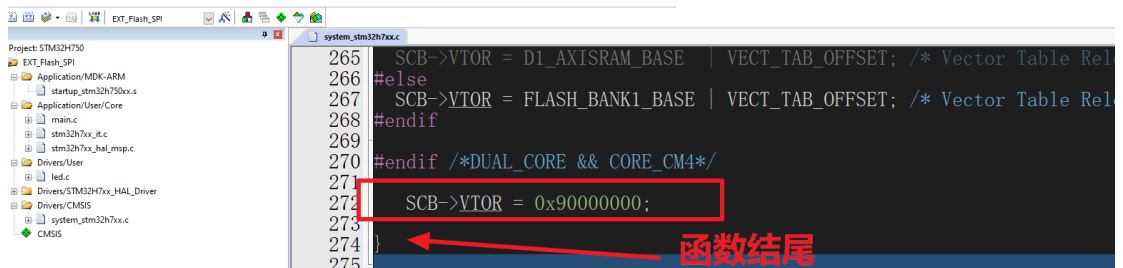 EXT_Flash_SPI
Project: STM32H750
EXT_Flash_SPI
Application/MDK-ARM
startup_stm32h750xx.s
Application/User/Core
main.c
stm32h7xx_it.c
stm32h7xx_hal_msp.c
Drivers/User
led.c
Drivers/STM32H7xx_HAL_Driver
Drivers/CMSIS
system_stm32h7xx.c
CMSIS
system_stm32h7xx.c
265 SCB->VTOR = D1_AXISRAM_BASE | VECT_TAB_OFFSET; /* Vector Table Rel
266 #else
267 SCB->VTOR = FLASH_BANK1_BASE | VECT_TAB_OFFSET; /* Vector Table Rel
268 #endif
269
270 #endif /*DUAL_CORE && CORE_CM4*/
271
272 SCB->VTOR = 0x90000000;
273
274 }
函数结尾
275